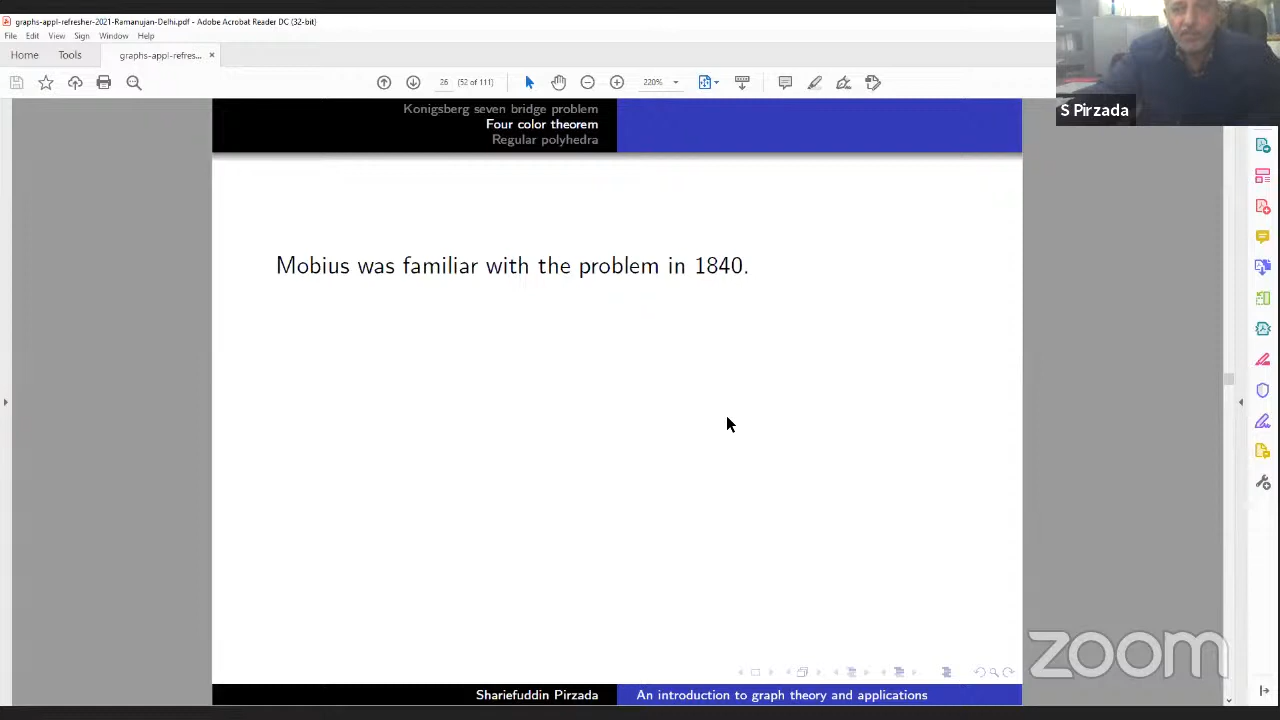 graphs-appl-refresher-2021-Ramanujan-Delhi.pdf - Adobe Acrobat Reader DC (32-bit)
File Edit View Sign Window Help
Home Tools graphs-appl-refres... ×
26 (52 of 111) 220%
S Pirzada
Konigsberg seven bridge problem
Four color theorem
Regular polyhedra
Mobius was familiar with the problem in 1840.
zoom
Shariefuddin Pirzada An introduction to graph theory and applications